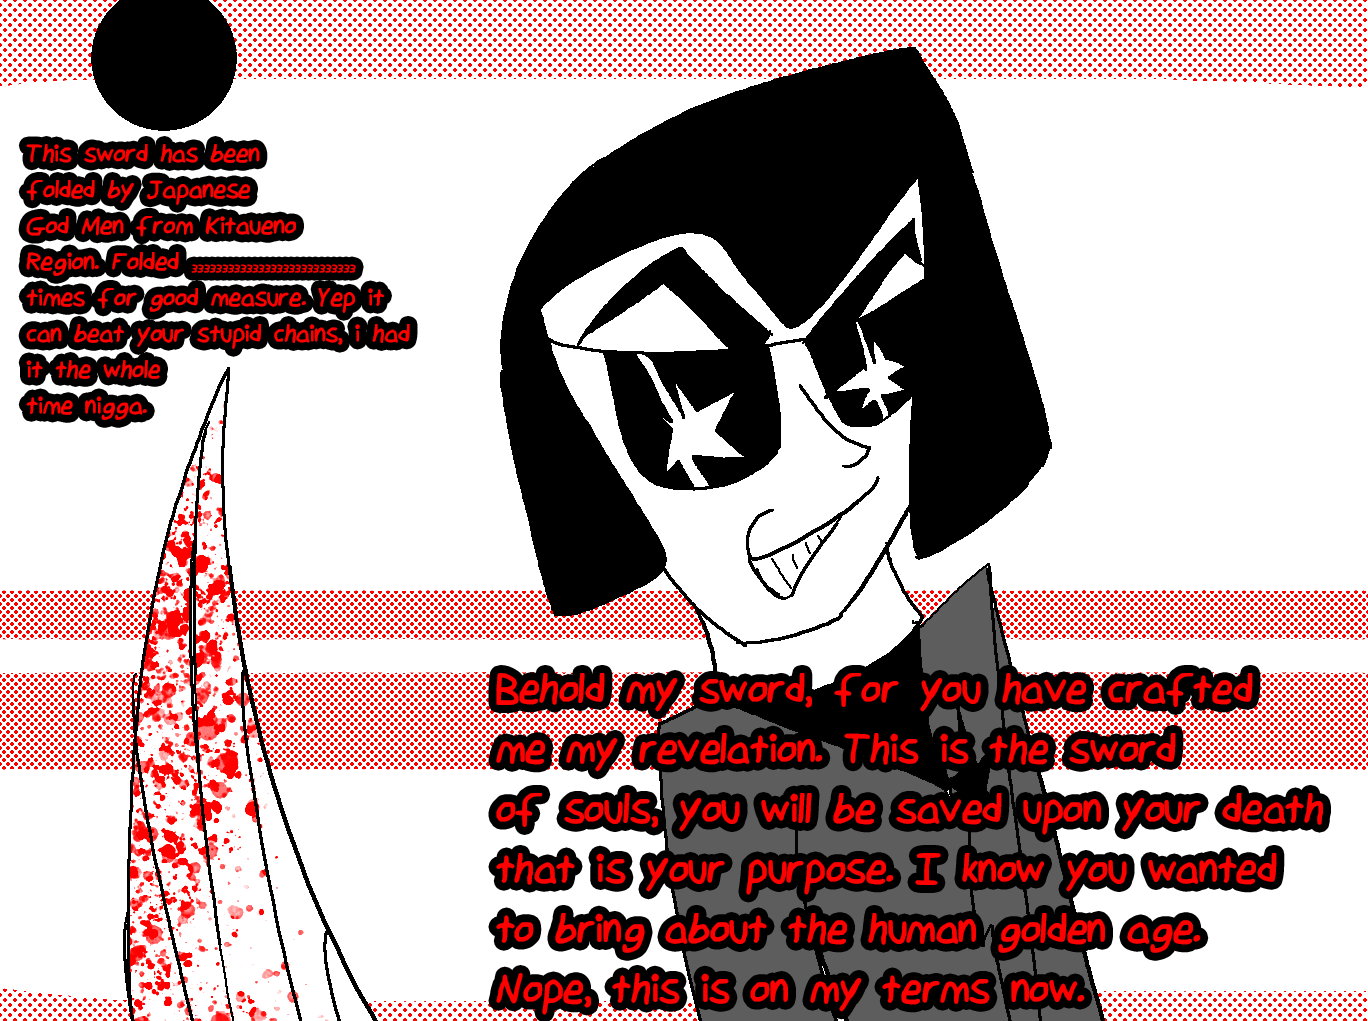 This sword has been
folded by Japanese
God Men from Kitaueno
Region. Folded
times for good measure. Yep it
can beat your stupid chains, i had
it the whole
time nigga.
Behold my sword, for you have crafted
me my revelation. This is the sword
of souls, you will be saved upon your death
that is your purpose. I know you wanted
to bring about the human golden age.
Nope, this is on my terms now.